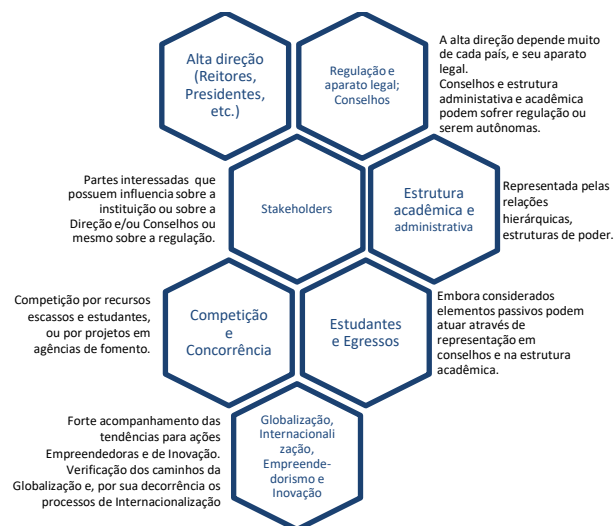 Alta direção
(Reitores,
Presidentes,
etc.)
Regulação e
aparato legal;
Conselhos
A alta direção depende muito
de cada país, e seu aparato
legal.
Conselhos e estrutura
administativa e acadêmica
podem sofrer regulação ou
serem autônomas.
Partes interessadas que
possuem influencia sobre a
instituição ou sobre a
Direção e/ou Conselhos ou
mesmo sobre a regulação.
Stakeholders
Estrutura
acadêmica e
administrativa
Representada pelas
relações
hierárquicas,
estruturas de poder.
Competição por recursos
escassos e estudantes,
ou por projetos em
agências de fomento.
Competição
e
Concorrência
Estudantes
e Egressos
Embora considerados
elementos passivos podem
atuar através de
representação em
conselhos e na estrutura
acadêmica.
Forte acompanhamento das
tendências para ações
Empreendedoras e de Inovação.
Verificação dos caminhos da
Globalização e, por sua decorrência os
processos de Internacionalização
Globalização,
Internacionali
zação,
Empreende-
dorismo e
Inovação